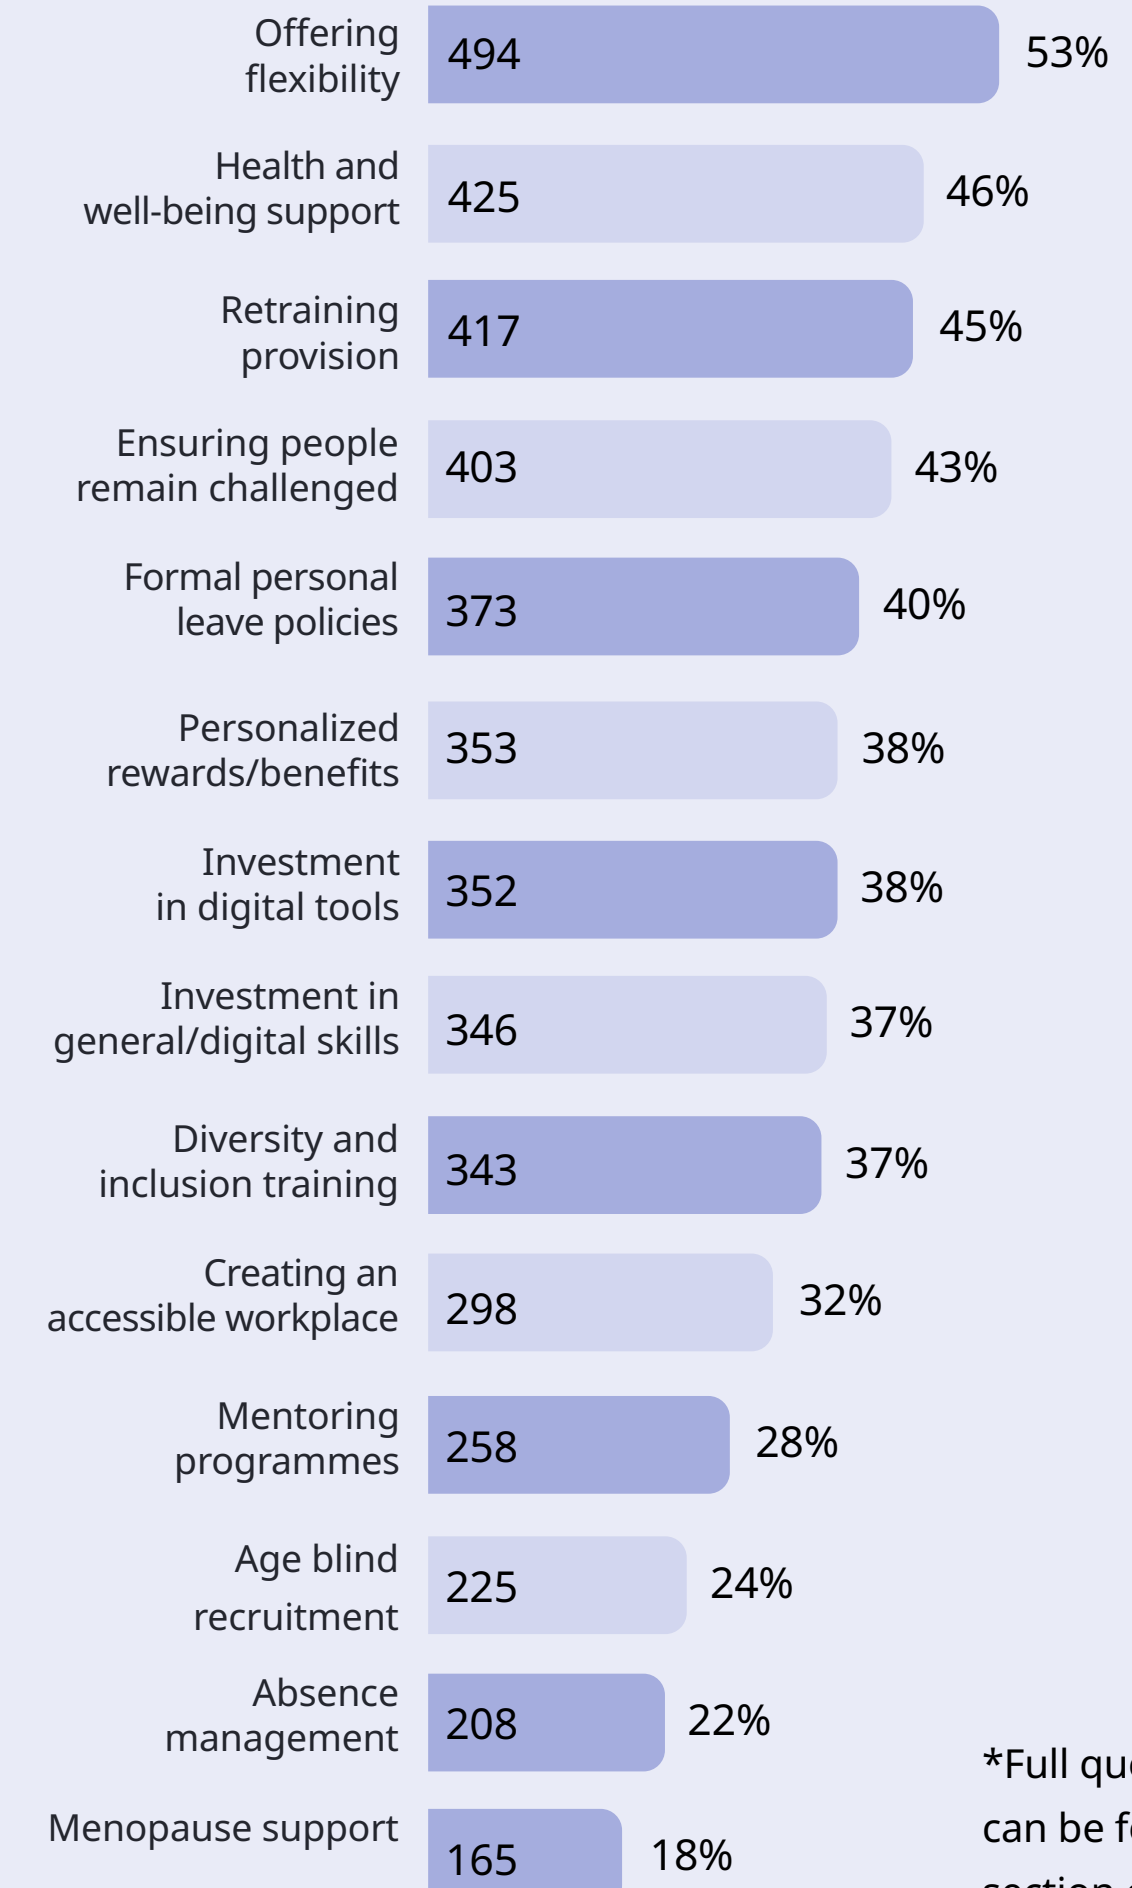 Offering
flexibility
494
53%
Health and
well-being support
425
46%
Retraining
provision
417
45%
Ensuring people
remain challenged
403
43%
Formal personal
leave policies
373
40%
Personalized
rewards/benefits
353
38%
Investment
in digital tools
352
38%
Investment in
general/digital skills
346
37%
Diversity and
inclusion training
343
37%
Creating an
accessible workplace
298
32%
Mentoring
programmes
258
28%
Age blind
recruitment
225
24%
Absence
management
208
22%
Menopause support
165
18%
*Full
can be